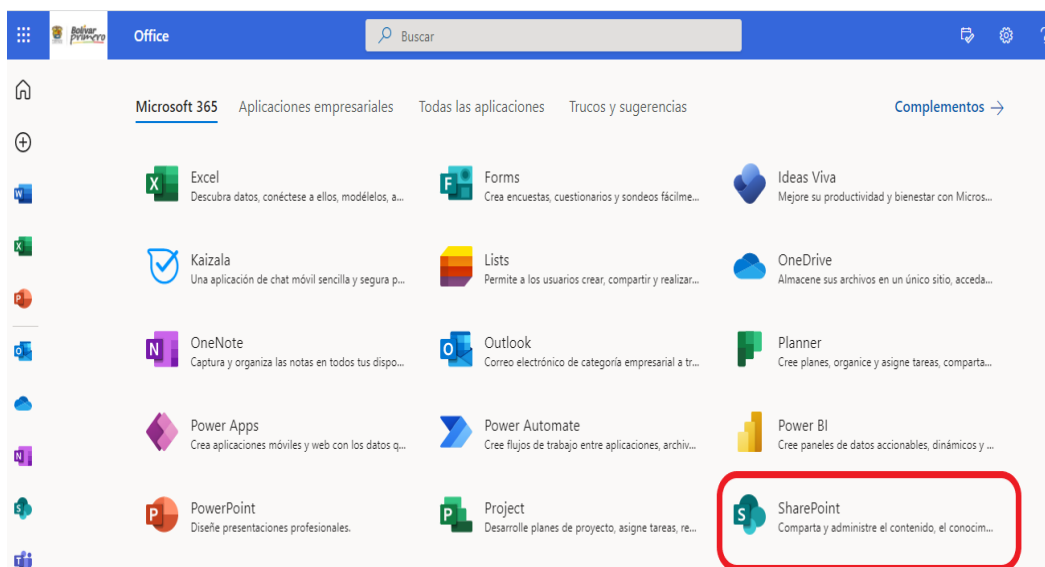 Bolívar
primero
Office
Buscar
Microsoft 365 Aplicaciones empresariales Todas las aplicaciones Trucos y sugerencias Complementos →
Excel
Descubra datos, conéctese a ellos, modélelos, a...
Forms
Crea encuestas, cuestionarios y sondeos fácilme...
Ideas Viva
Mejore su productividad y bienestar con Micros...
Kaizala
Una aplicación de chat móvil sencilla y segura p...
Lists
Permite a los usuarios crear, compartir y realizar...
OneDrive
Almacene sus archivos en un único sitio, acceda...
OneNote
Captura y organiza las notas en todos tus dispo...
Outlook
Correo electrónico de categoría empresarial a tr...
Planner
Cree planes, organice y asigne tareas, comparta...
Power Apps
Crea aplicaciones móviles y web con los datos q...
Power Automate
Cree flujos de trabajo entre aplicaciones, archiv...
Power BI
Cree paneles de datos accionables, dinámicos y ...
PowerPoint
Diseñe presentaciones profesionales.
Project
Desarrolle planes de proyecto, asigne tareas, re...
SharePoint
Comparta y administre el contenido, el conocim...